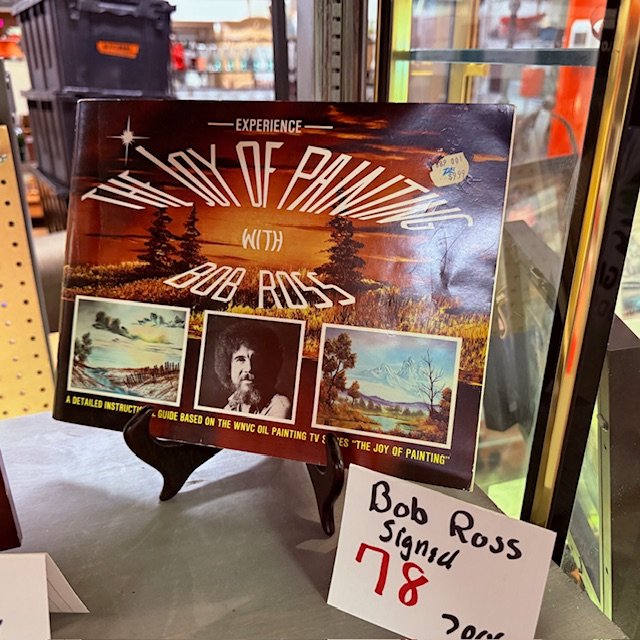 EXPERIENCE
THE JOY OF PAINTING
WITH
BOB ROSS
A DETAILED INSTRUCTION GUIDE BASED ON THE WNVC OIL PAINTING TV SERIES "THE JOY OF PAINTING"
Bob Ross
Signed
78